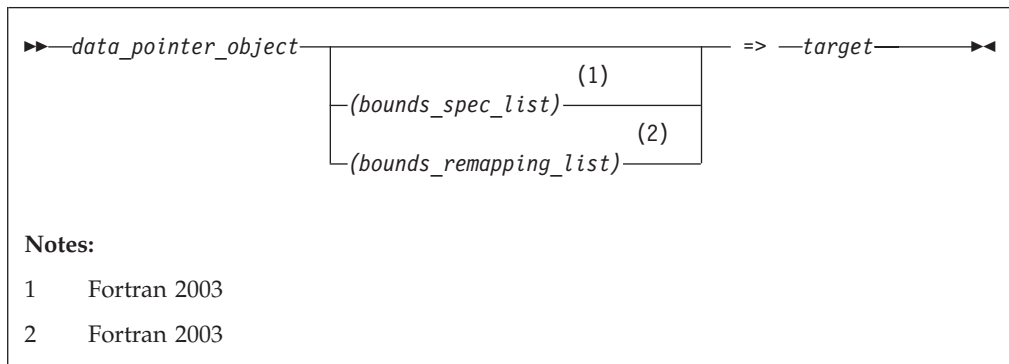 data_pointer_object => target
(1)
(bounds_spec_list)
(2)
(bounds_remapping_list)
Notes:
1 Fortran 2003
2 Fortran 2003